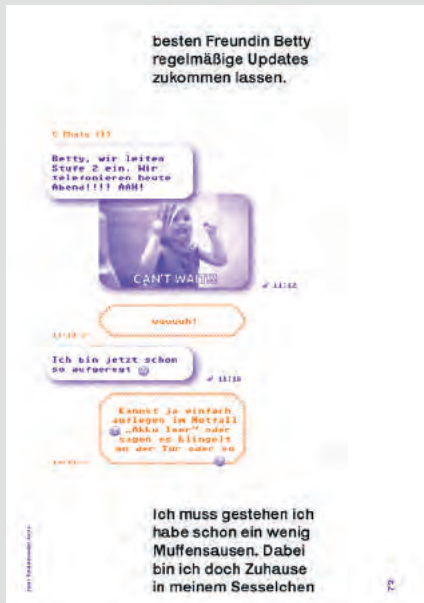 besten Freundin Betty
regelmäßige Updates
zukommen lassen.
Betty, wir leiten
Stufe 2 ein. Wir
telefonieren heute
Abend!!!! AAH!
CAN'T WAIT
uuuuuh!
Ich bin jetzt schon
so aufgeregt
Kannst ja einfach
auflegen im Notfall
„Akku leer“ oder
sagen es klingelt
an der Tür oder so
Ich muss gestehen ich
habe schon ein wenig
Muffensausen. Dabei
bin ich doch Zuhause
in meinem Sesselchen